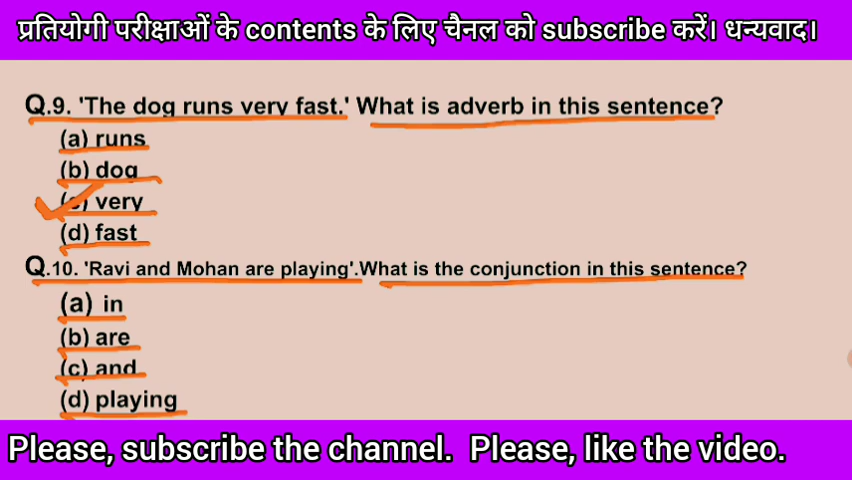 प्रतियोगी परीक्षाओं के contents के लिए चैनल को subscribe करें। धन्यवाद।
Q.9. 'The dog runs very fast.' What is adverb in this sentence?
(a) runs
(b) dog
(c) very
(d) fast
Q.10. 'Ravi and Mohan are playing'.What is the conjunction in this sentence?
(a) in
(b) are
(c) and
(d) playing
Please, subscribe the channel. Please, like the video.